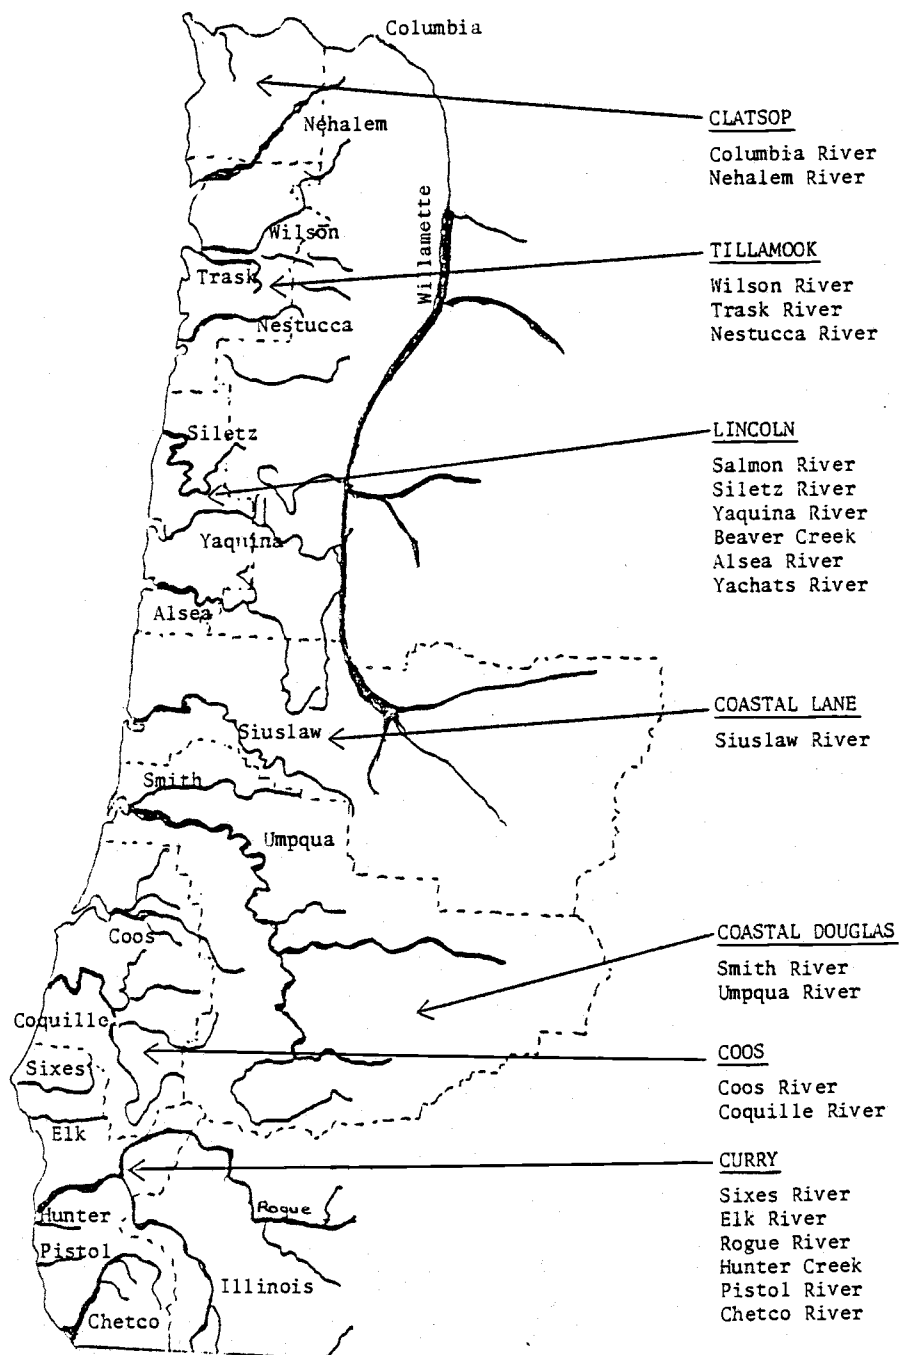 Columbia
Nehalem
Willamette
Wilson
Trask
Nestucca
Siletz
Yaquina
Alsea
Siuslaw
Smith
Umpqua
Coos
Coquille
Sixes
Elk
Rogue
Hunter
Pistol
Illinois
Chetco
CLATSOP
Columbia River
Nehalem River
TILLAMOOK
Wilson River
Trask River
Nestucca River
LINCOLN
Salmon River
Siletz River
Yaquina River
Beaver Creek
Alsea River
Yachats River
COASTAL LANE
Siuslaw River
COASTAL DOUGLAS
Smith River
Umpqua River
COOS
Coos River
Coquille River
CURRY
Sixes River
Elk River
Rogue River
Hunter Creek
Pistol River
Chetco River